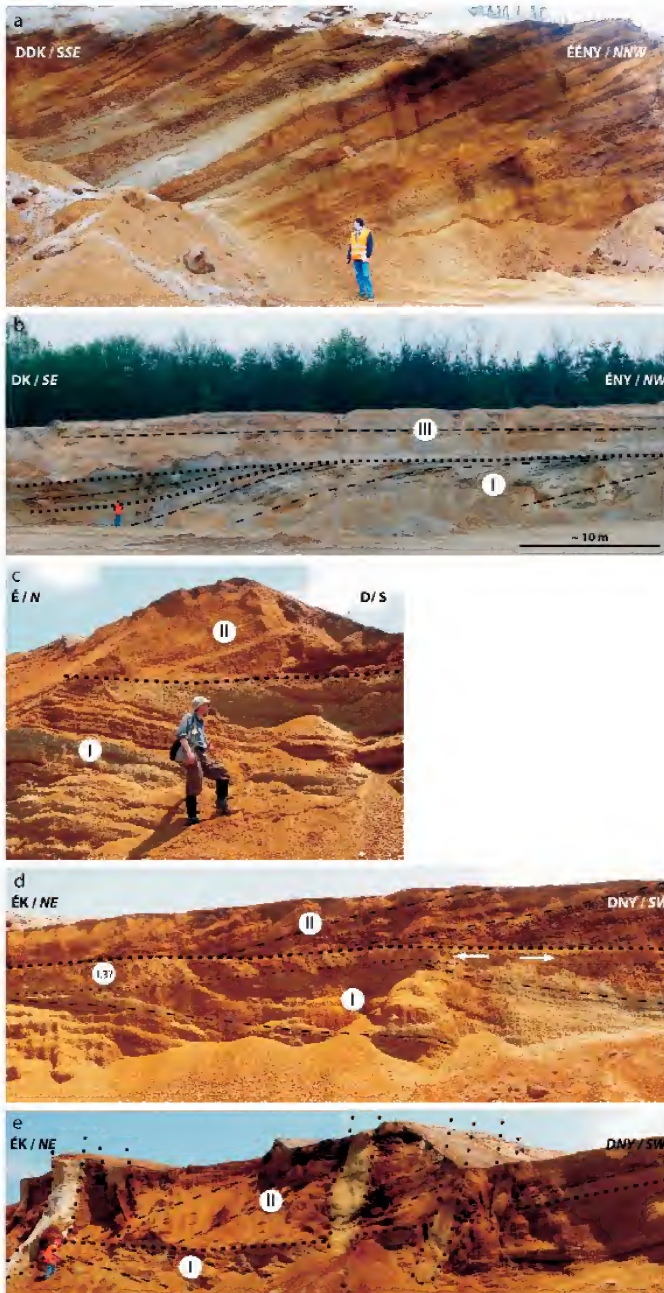 a
DDK / SSE ÉÉNY / NNW
b
DK / SE ÉNY / NW
III
I
~ 10 m
c
É / N D / S
II
I
d
ÉK / NE DNY / SW
II
I.3?
I
e
ÉK / NE DNY / SW
II
I